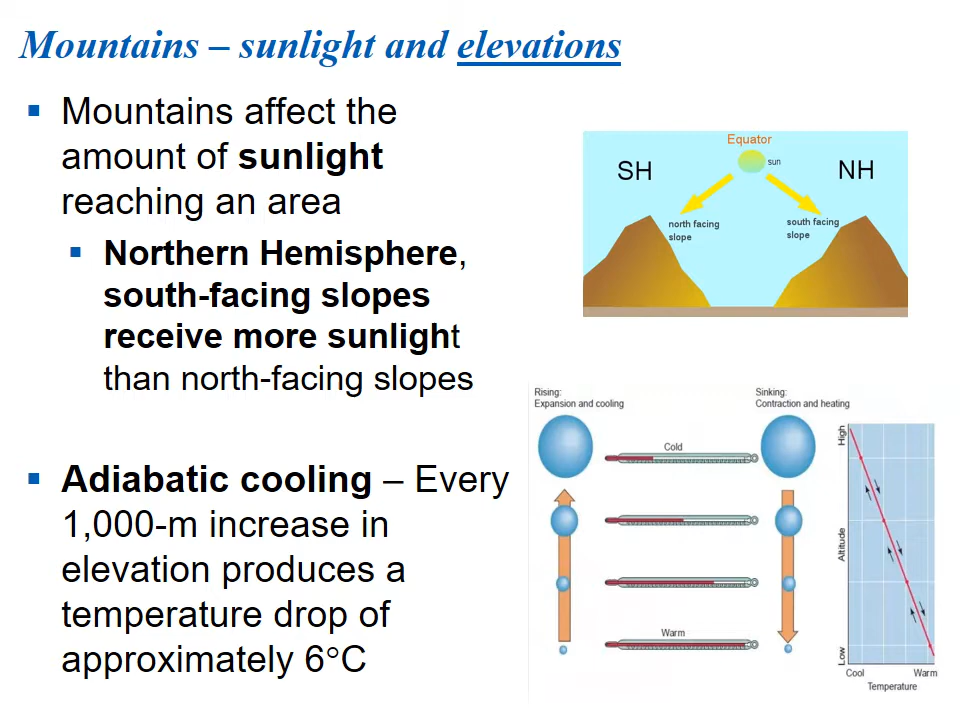 Mountains – sunlight and elevations
▪ Mountains affect the
amount of sunlight
reaching an area
▪ Northern Hemisphere,
south-facing slopes
receive more sunlight
than north-facing slopes
▪ Adiabatic cooling – Every
1,000-m increase in
elevation produces a
temperature drop of
approximately 6°C
Equator
sun
SH
NH
north facing
slope
south facing
slope
Rising:
Expansion and cooling
Sinking:
Contraction and heating
Cold
Warm
High
Altitude
Low
Cool
Warm
Temperature